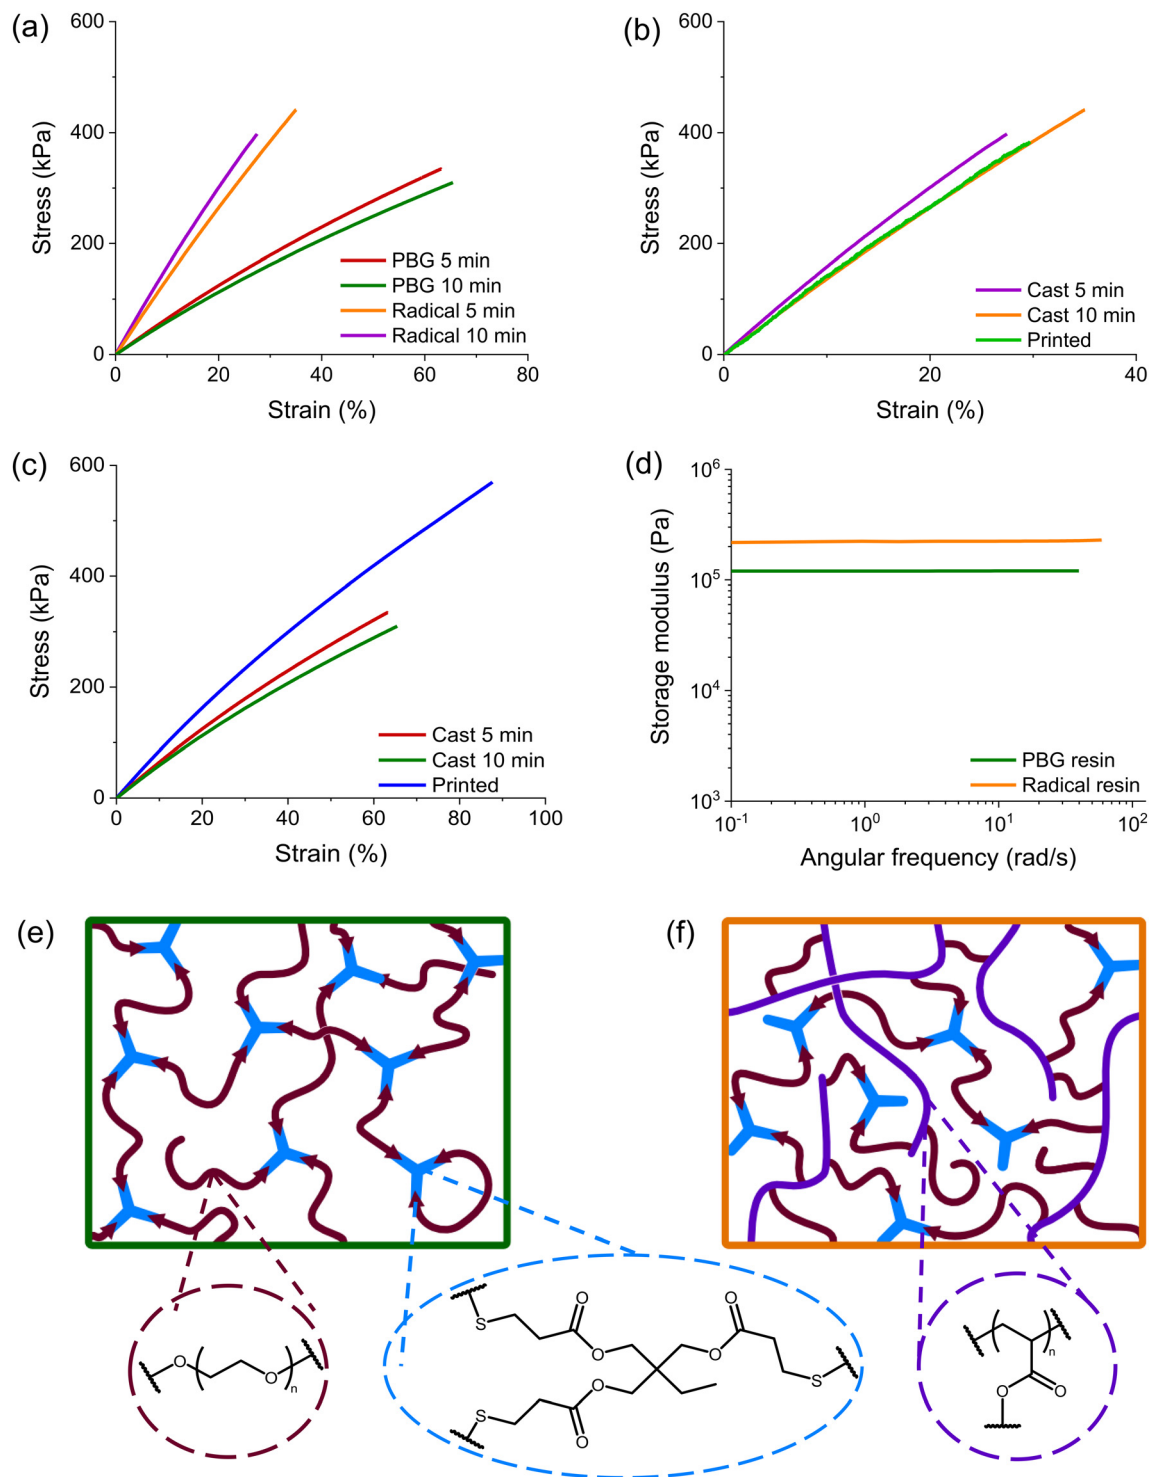 (a)
600
400
200
0
0 20 40 60 80
Stress (kPa)
Strain (%)
PBG 5 min
PBG 10 min
Radical 5 min
Radical 10 min
(b)
600
400
200
0
0 20 40
Stress (kPa)
Strain (%)
Cast 5 min
Cast 10 min
Printed
(c)
600
400
200
0
0 20 40 60 80 100
Stress (kPa)
Strain (%)
Cast 5 min
Cast 10 min
Printed
(d)
10⁶
10⁵
10⁴
10³
10⁻¹ 10⁰ 10¹ 10²
Storage modulus (Pa)
Angular frequency (rad/s)
PBG resin
Radical resin
(e)
(f)
O
O
n
S
O
O
O
O
S
O
S
O
n
O
O